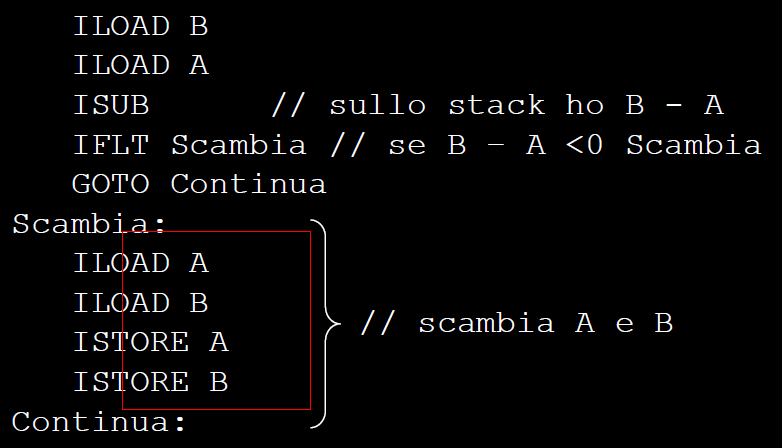 ILOAD B
ILOAD A
ISUB // sullo stack ho B - A
IFLT Scambia // se B – A <0 Scambia
GOTO Continua
Scambia:
ILOAD A
ILOAD B
ISTORE A
ISTORE B
// scambia A e B
Continua: